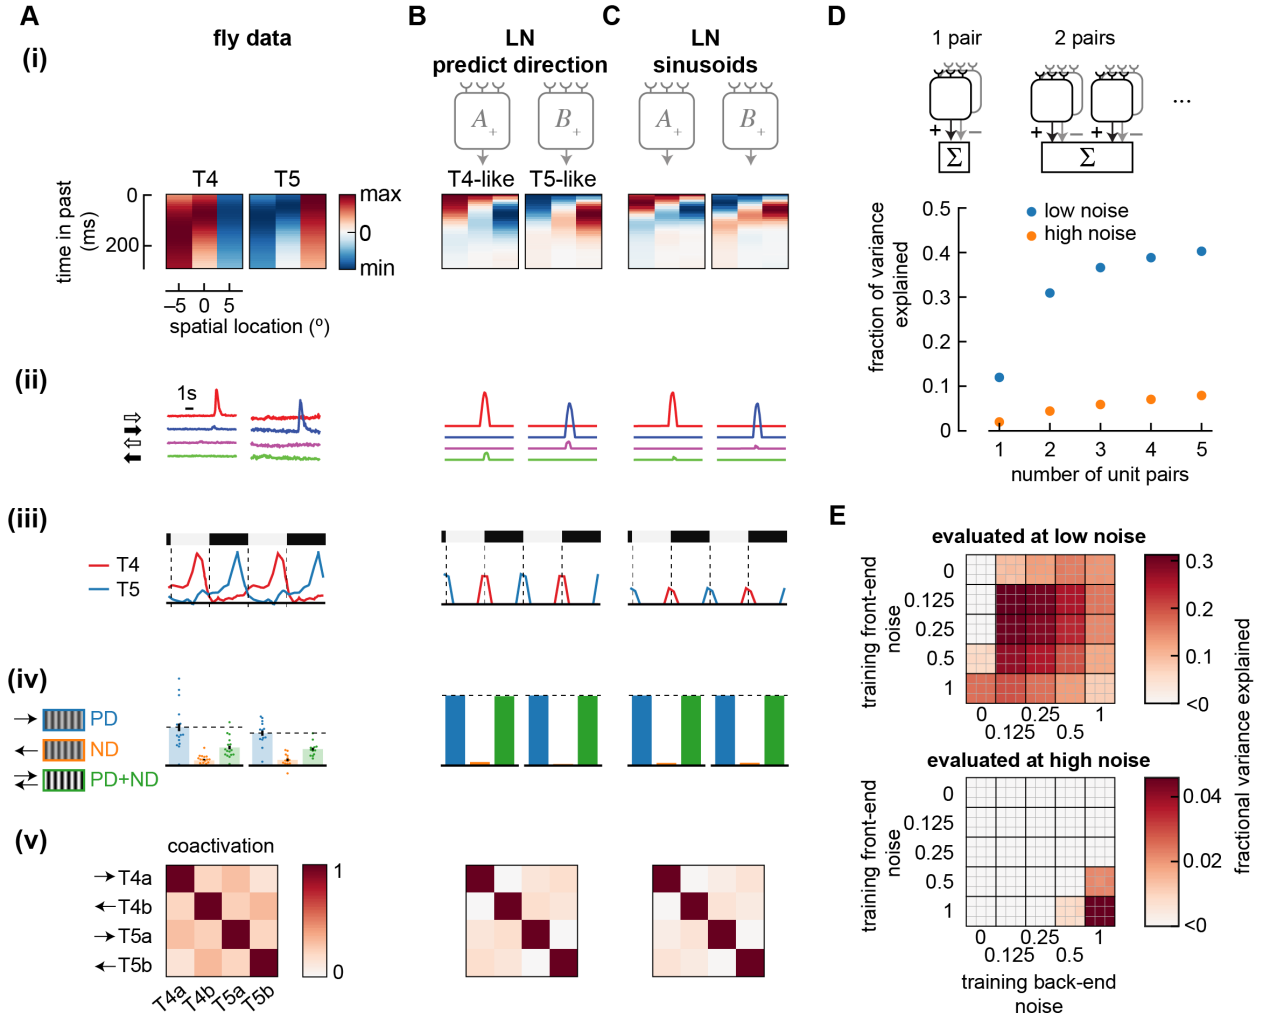 A
fly data
(i)
T4
T5
0
200
time in past
(ms)
max
0
min
–5 0 5
spatial location (º)
B
LN
predict direction
A+
B+
T4-like
T5-like
C
LN
sinusoids
A+
B+
D
1 pair
2 pairs
...
+ –
+ –
+ –
Σ
Σ
low noise
high noise
0.5
0.4
0.3
0.2
0.1
0
fraction of variance
explained
1 2 3 4 5
number of unit pairs
(ii)
1s
(iii)
T4
T5
(iv)
PD
ND
PD+ND
(v)
coactivation
T4a
T4b
T5a
T5b
T4a
T4b
T5a
T5b
1
0
E
evaluated at low noise
training front-end
noise
0
0.125
0.25
0.5
1
0 0.25 1
0.125 0.5
0.3
0.2
0.1
<0
fractional variance explained
evaluated at high noise
training front-end
noise
0
0.125
0.25
0.5
1
0 0.25 1
0.125 0.5
0.04
0.02
<0
training back-end
noise